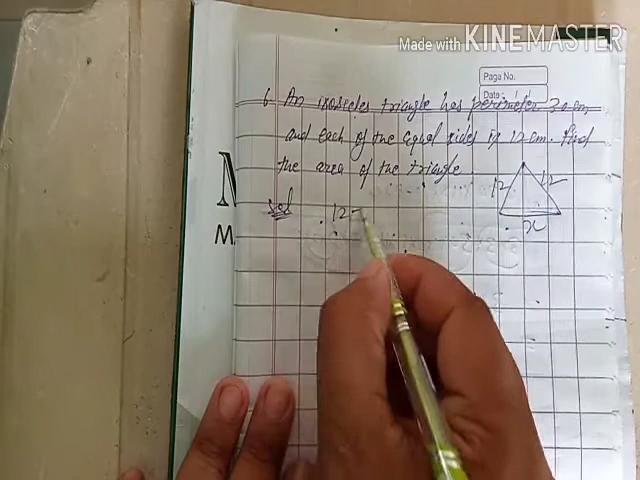 Made with KINEMASTER
Page No.
Date: / /
6 An isosceles triangle has perimeter 30 cm
and each of the equal sides is 12 cm. Find
the area of the triangle.
12 12
Sol
12
x
M